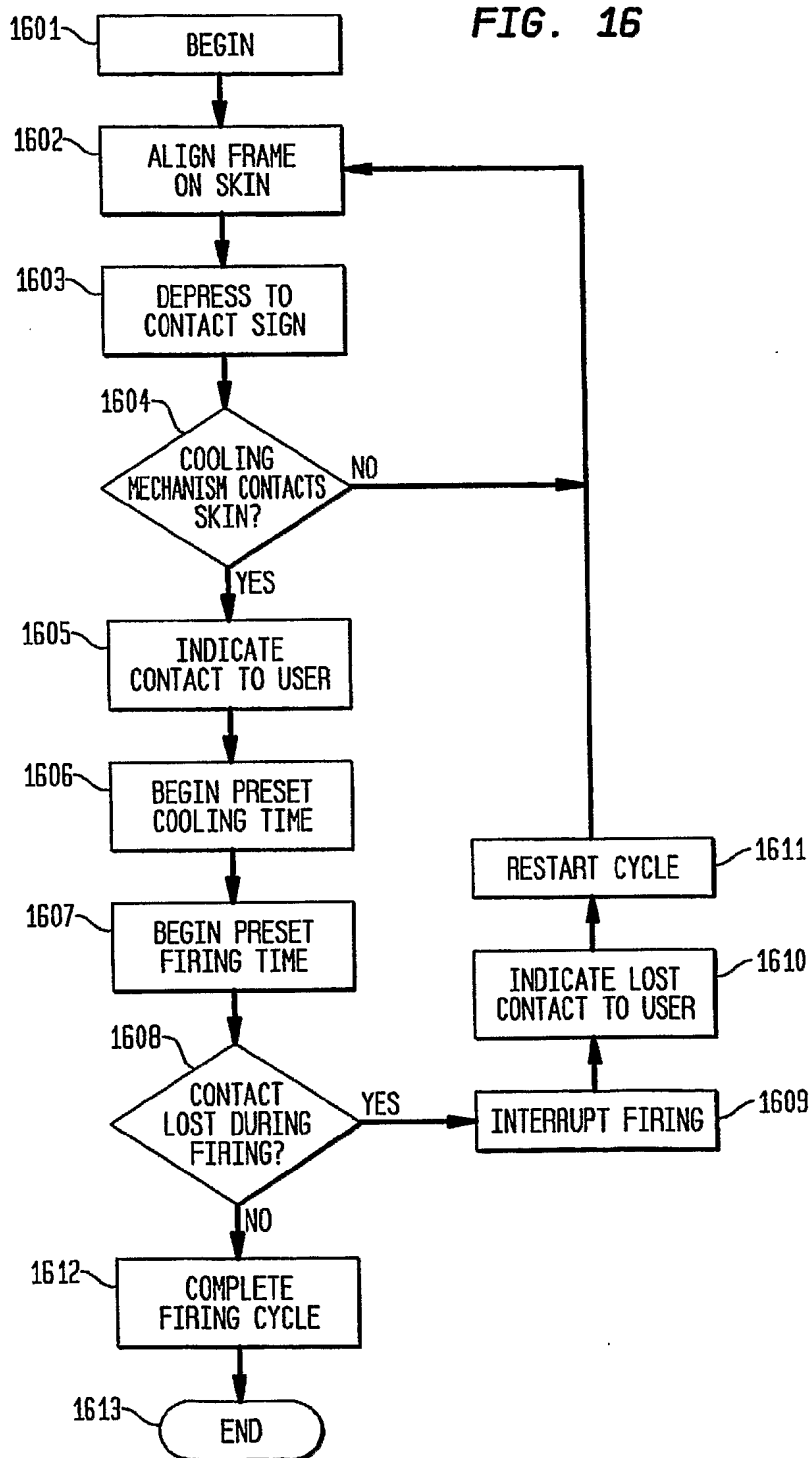 FIG. 16
1601
BEGIN
1602
ALIGN FRAME
ON SKIN
1603
DEPRESS TO
CONTACT SIGN
1604
COOLING
MECHANISM CONTACTS
SKIN?
NO
YES
1605
INDICATE
CONTACT TO USER
1606
BEGIN PRESET
COOLING TIME
1607
BEGIN PRESET
FIRING TIME
1608
CONTACT
LOST DURING
FIRING?
YES
NO
INTERRUPT FIRING
1609
INDICATE LOST
CONTACT TO USER
1610
RESTART CYCLE
1611
1612
COMPLETE
FIRING CYCLE
1613
END